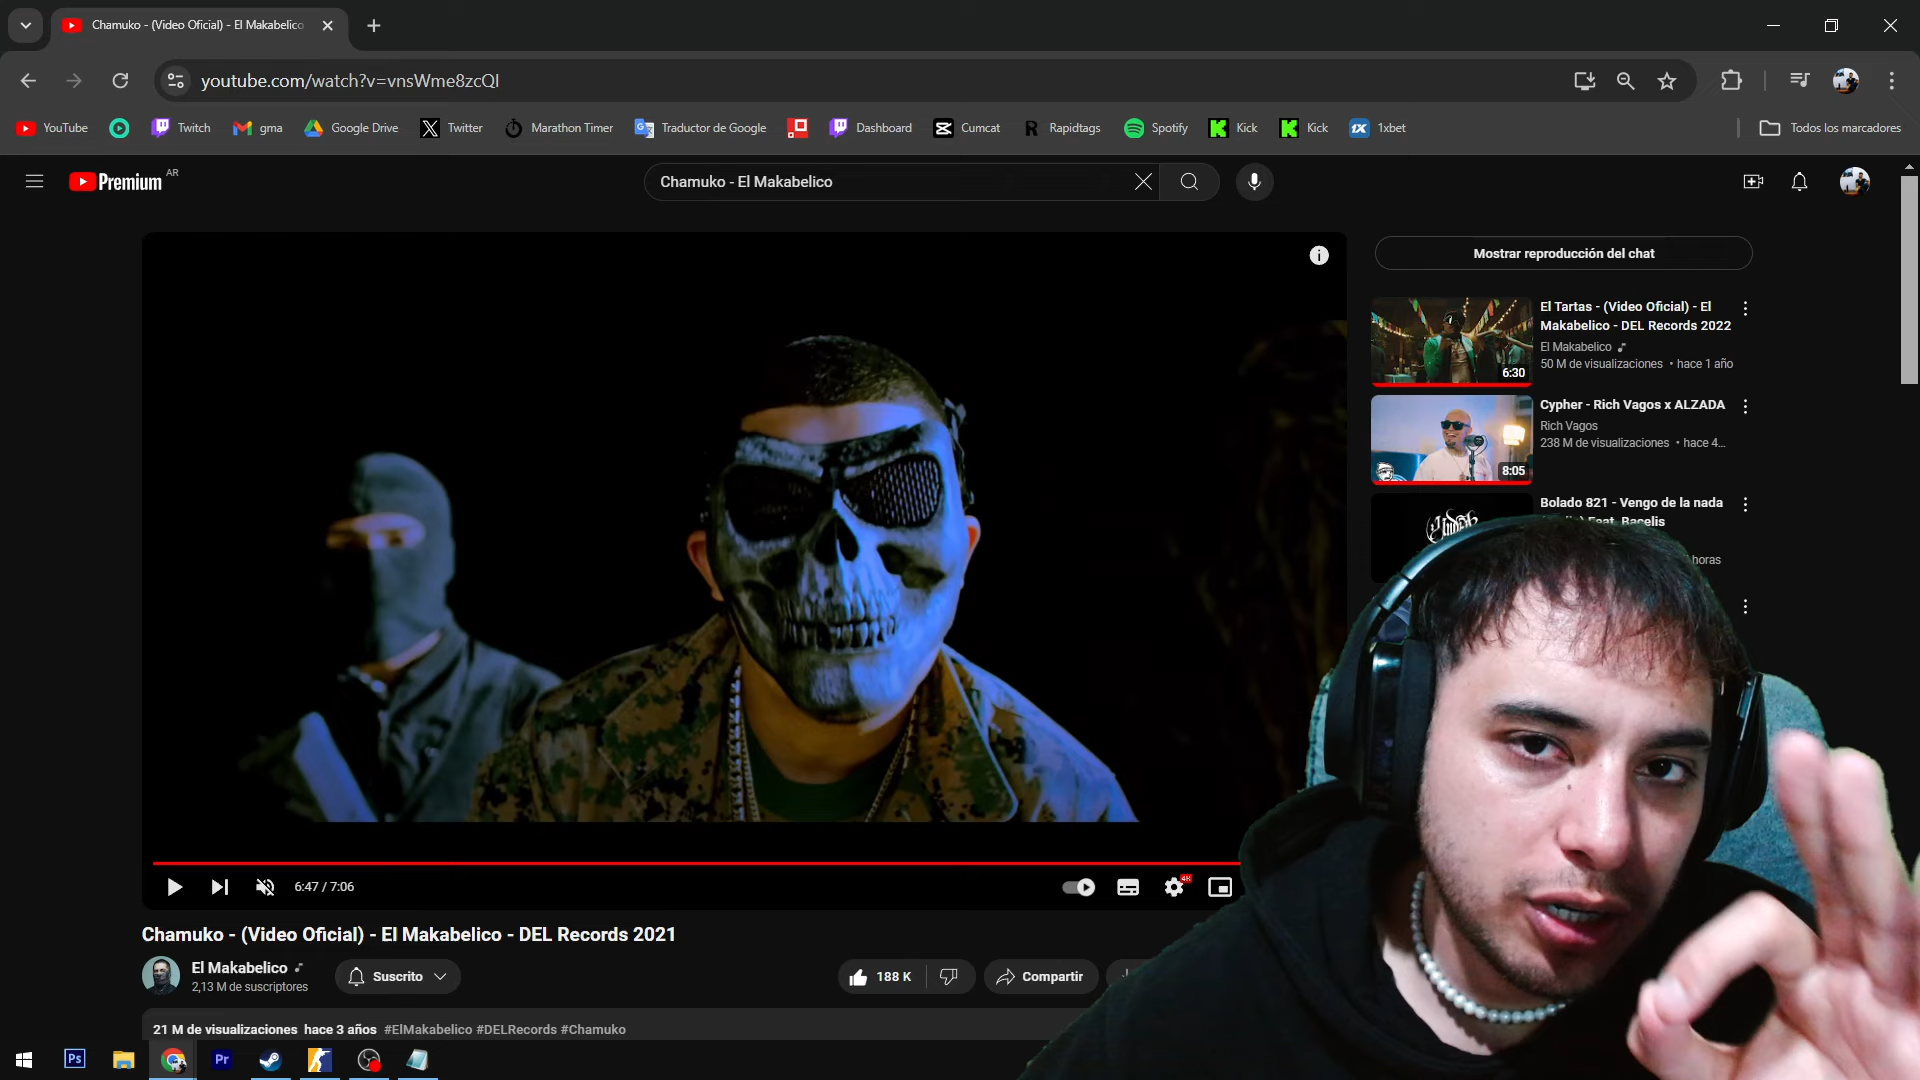 Chamuko - (Video Oficial) - El Makabelico
youtube.com/watch?v=vnsWme8zcQI
YouTube
Twitch
gma
Google Drive
Twitter
Marathon Timer
Traductor de Google
Dashboard
Cumcat
Rapidtags
Spotify
Kick
Kick
1xbet
Todos los marcadores
Premium AR
Chamuko - El Makabelico
Mostrar reproducción del chat
El Tartas - (Video Oficial) - El
Makabelico - DEL Records 2022
El Makabelico
50 M de visualizaciones • hace 1 año
6:30
Cypher - Rich Vagos x ALZADA
Rich Vagos
238 M de visualizaciones • hace 4...
8:05
Bolado 821 - Vengo de la nada
Feat. Bacelis
horas
6:47 / 7:06
4K
Chamuko - (Video Oficial) - El Makabelico - DEL Records 2021
El Makabelico
2,13 M de suscriptores
Suscrito
188 K
Compartir
21 M de visualizaciones hace 3 años #ElMakabelico #DELRecords #Chamuko
Ps
Pr